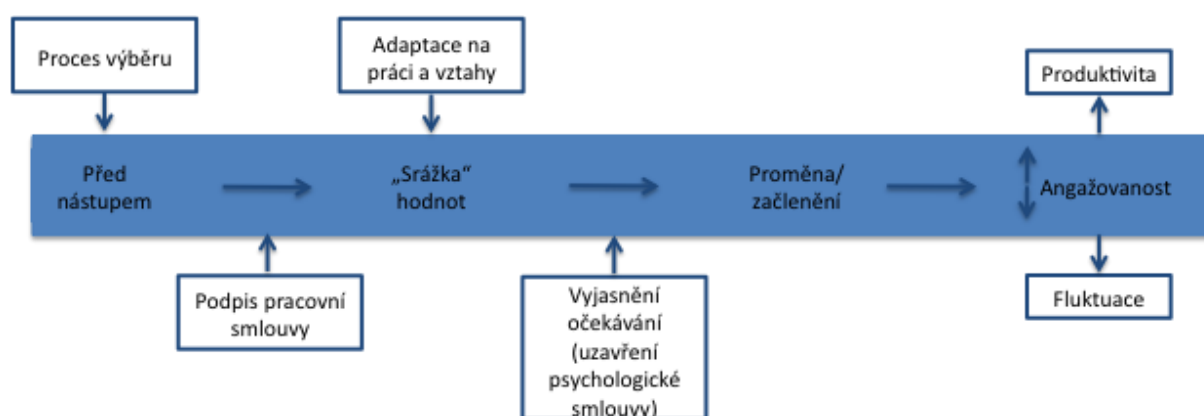 Proces výběru
Adaptace na
práci a vztahy
Produktivita
Před
nástupem
„Srážka“
hodnot
Proměna/
začlenění
Angažovanost
Podpis pracovní
smlouvy
Vyjasnění
očekávání
(uzavření
psychologické
smlouvy)
Fluktuace